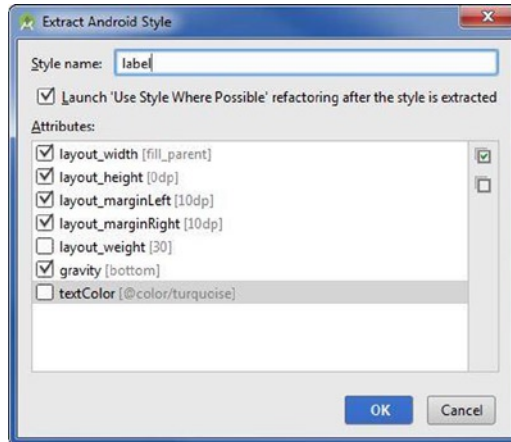 Extract Android Style
Style name: label
Launch 'Use Style Where Possible' refactoring after the style is extracted
Attributes:
layout_width [fill_parent]
layout_height [0dp]
layout_marginLeft [10dp]
layout_marginRight [10dp]
layout_weight [30]
gravity [bottom]
textColor [@color/turquoise]
OK Cancel